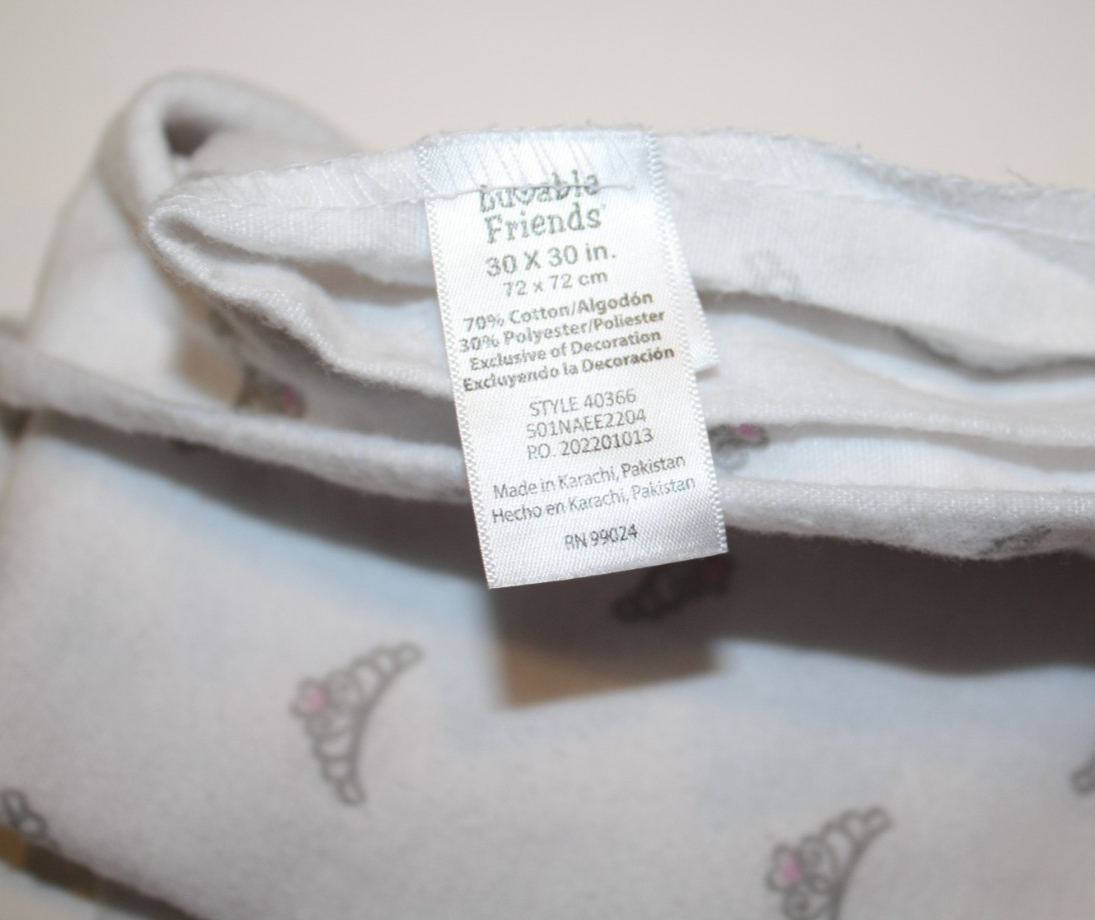 Luvable
Friends
30 X 30 in.
72 x 72 cm
70% Cotton/Algodón
30% Polyester/Poliester
Exclusive of Decoration
Excluyendo la Decoración
STYLE 40366
501NAEE2204
P.O. 202201013
Made in Karachi, Pakistan
Hecho en Karachi, Pakistan
RN 99024